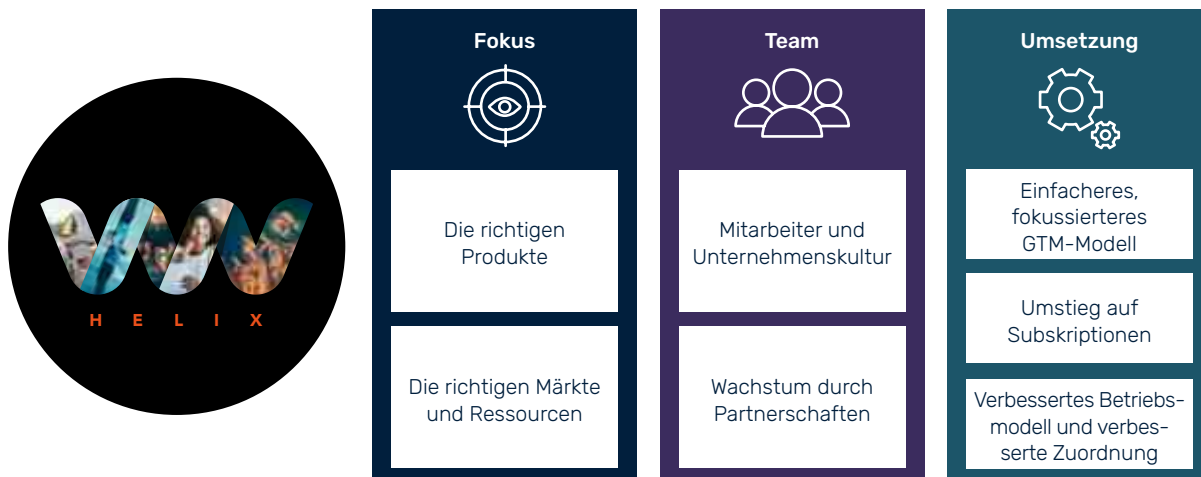 HELIX
Fokus
Die richtigen
Produkte
Die richtigen Märkte
und Ressourcen
Team
Mitarbeiter und
Unternehmenskultur
Wachstum durch
Partnerschaften
Umsetzung
Einfacheres,
fokussierteres
GTM-Modell
Umstieg auf
Subskriptionen
Verbessertes Betriebs-
modell und verbes-
serte Zuordnung